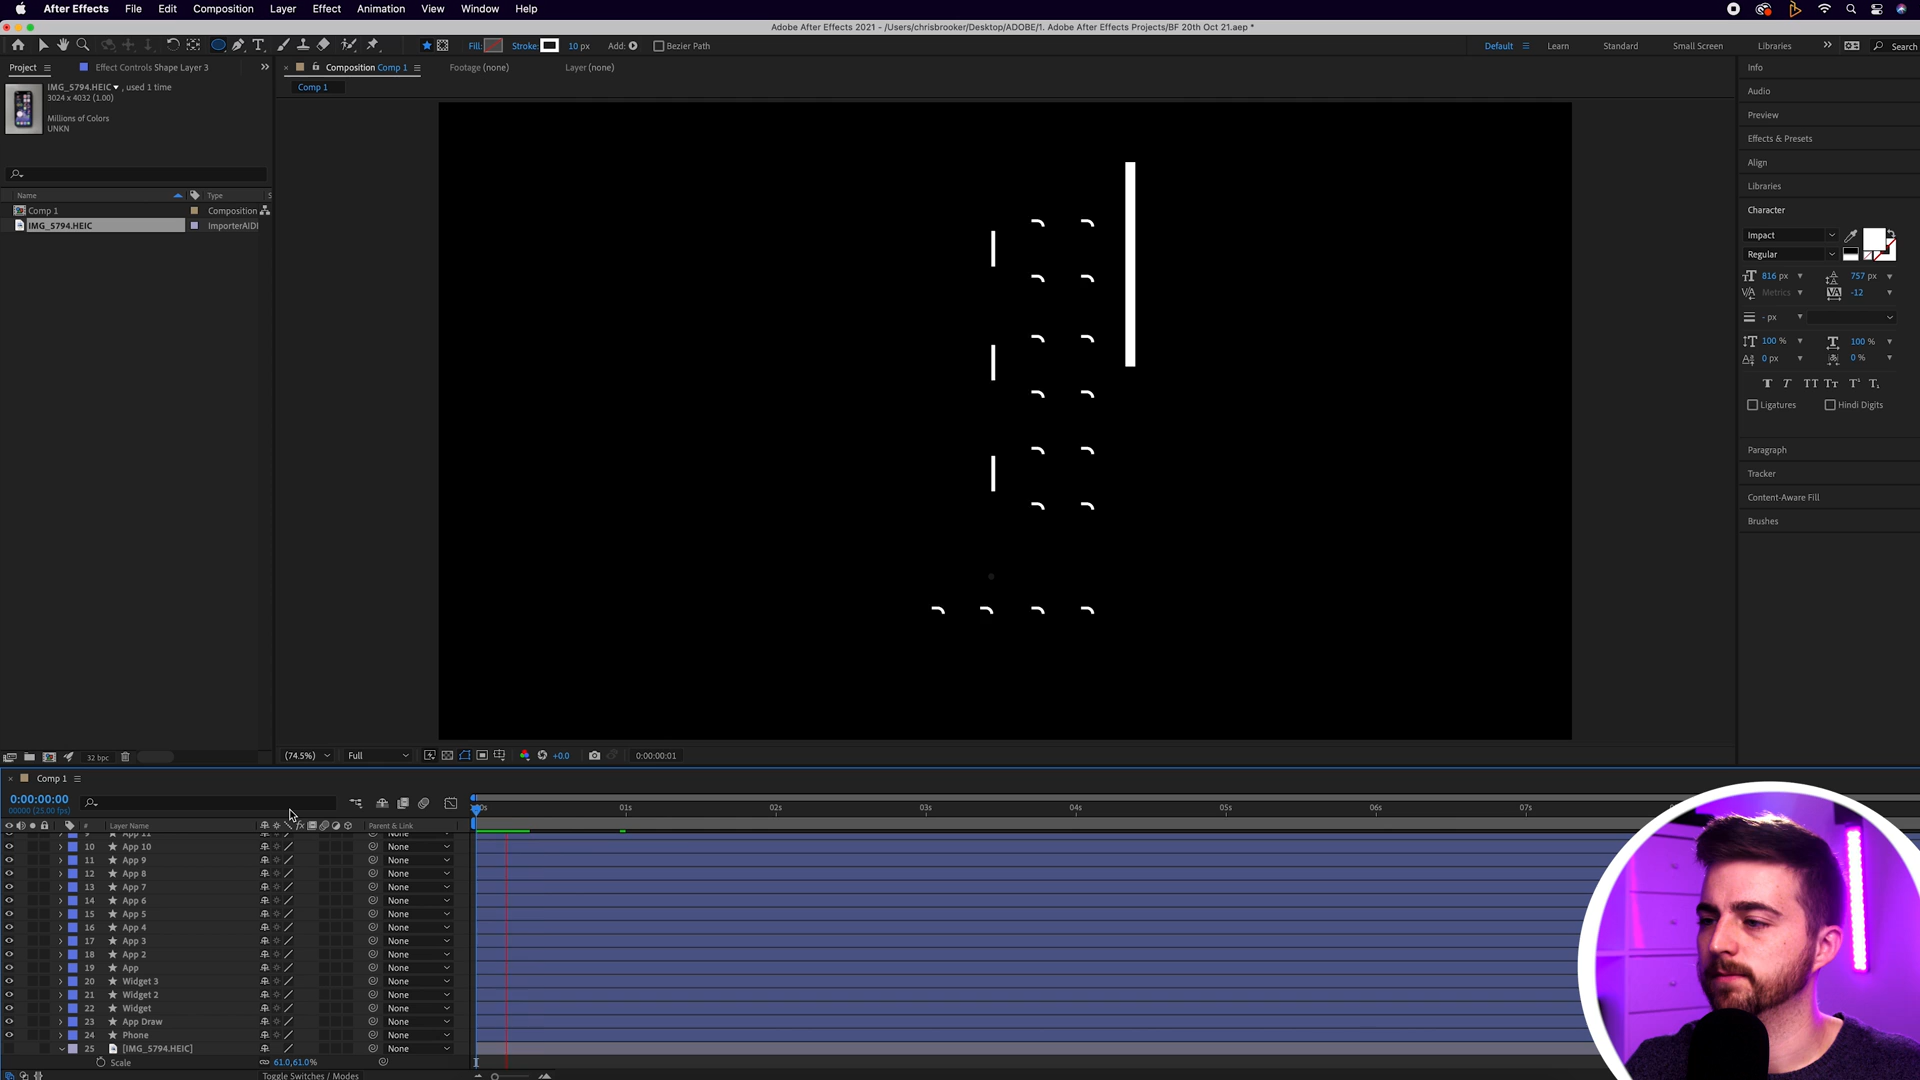 After Effects File Edit Composition Layer Effect Animation View Window Help
Adobe After Effects 2021 - /Users/chrisbrooker/Desktop/ADOBE/1. Adobe After Effects Projects/BF 20th Oct 21.aep *
Fill: Stroke: 10 px Add: Bezier Path Default Learn Standard Small Screen Libraries Search
Project Effect Controls Shape Layer 3 Composition Comp 1 Footage (none) Layer (none)
IMG_5794.HEIC , used 1 time
3024 x 4032 (1.00)
Millions of Colors
UNKN
Comp 1
Name Type S
Comp 1 Composition
IMG_5794.HEIC ImporterAIDI
Info
Audio
Preview
Effects & Presets
Align
Libraries
Character
Impact
Regular
816 px 757 px
Metrics -12
- px
100 % 100 %
0 px 0 %
Ligatures Hindi Digits
Paragraph
Tracker
Content-Aware Fill
Brushes
32 bpc (74.5%) Full +0.0 0:00:00:01
Comp 1
0:00:00:00
00000 (25.00 fps)
01s 02s 03s 04s 05s 06s 07s
# Layer Name Parent & Link
9 App 11 None
10 App 10 None
11 App 9 None
12 App 8 None
13 App 7 None
14 App 6 None
15 App 5 None
16 App 4 None
17 App 3 None
18 App 2 None
19 App None
20 Widget 3 None
21 Widget 2 None
22 Widget None
23 App Draw None
24 Phone None
25 [IMG_5794.HEIC] None
Scale 61.0,61.0%
Toggle Switches / Modes